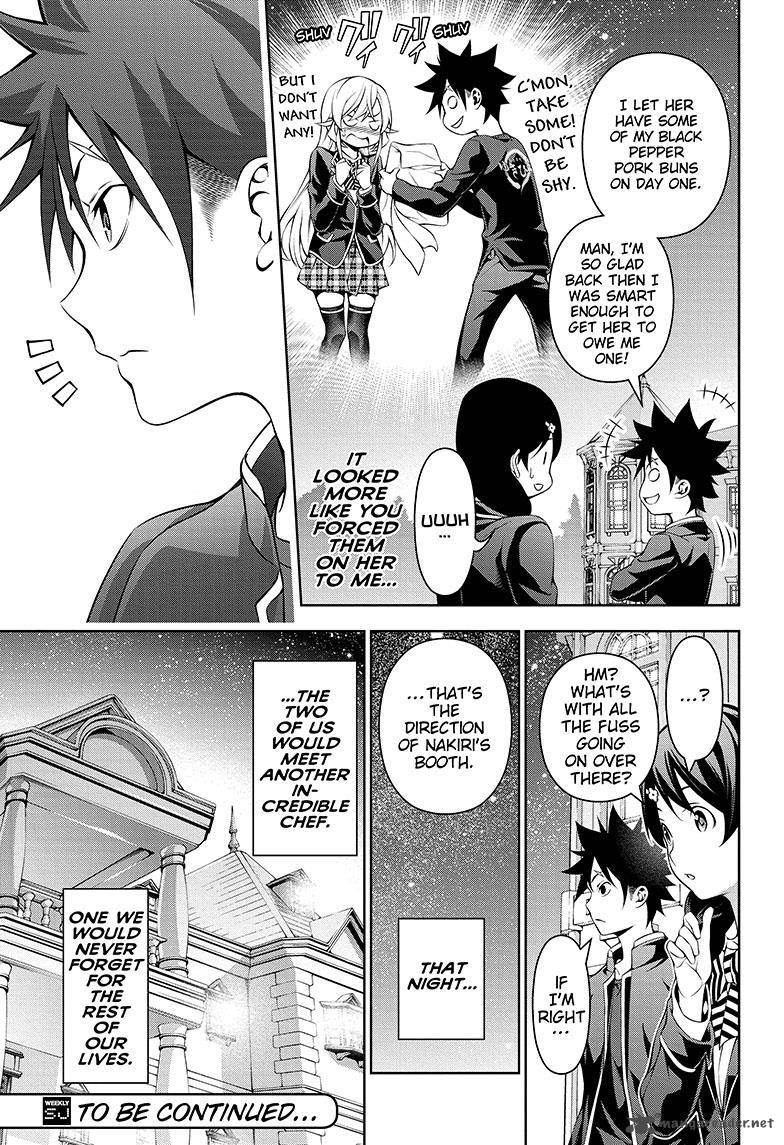 I LET HER
HAVE SOME
OF MY BLACK
PEPPER
PORK BUNS
ON DAY ONE.
MAN, I'M
SO GLAD
BACK THEN I
WAS SMART
ENOUGH TO
GET HER TO
OWE ME
ONE!
SHUV
グイ
グイ
SHUV
C'MON,
TAKE
SOME!
DON'T
BE
SHY.
BUT I
DON'T
WANT
ANY!
UUUH
...
IT
LOOKED
MORE
LIKE YOU
FORCED
THEM
ON HER
TO ME...
...?
HM?
WHAT'S
WITH ALL
THE FUSS
GOING
ON OVER
THERE?
IF
I'M
RIGHT
...
...THAT'S
THE
DIRECTION
OF NAKIRI'S
BOOTH.
THAT
NIGHT...
...THE
TWO
OF US
WOULD
MEET
ANOTHER
IN-
CREDIBLE
CHEF.
ONE WE
WOULD
NEVER
FORGET
FOR THE
REST
OF OUR
LIVES.
WEEKLY
SJ
TO BE CONTINUED...
mangareader.net